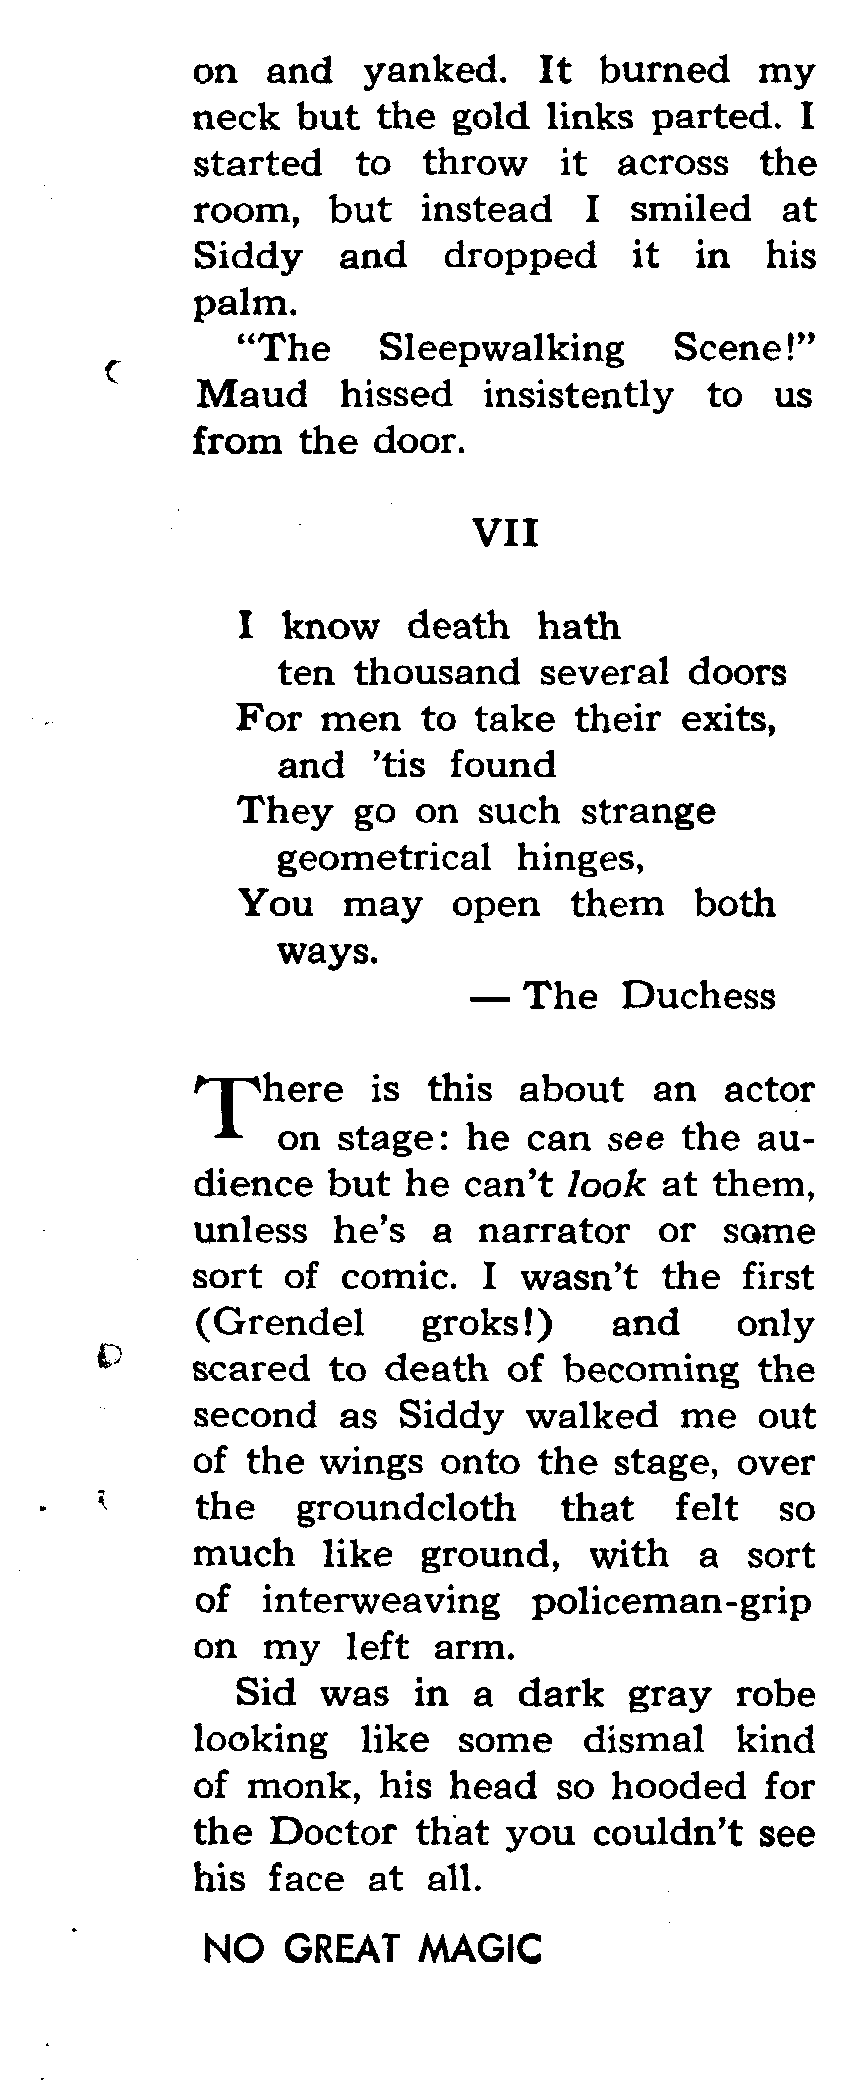 on and yanked. It burned my
neck but the gold links parted. I
started to throw it across the
room, but instead I smiled at
Siddy and dropped it in his
palm.
“The Sleepwalking Scene!”
Maud hissed insistently to us
from the door.
VII
I know death hath
ten thousand several doors
For men to take their exits,
and ’tis found
They go on such strange
geometrical hinges,
You may open them both
ways.
— The Duchess
There is this about an actor
on stage: he can see the au-
dience but he can’t look at them,
unless he’s a narrator or some
sort of comic. I wasn’t the first
(Grendel groks!) and only
scared to death of becoming the
second as Siddy walked me out
of the wings onto the stage, over
the groundcloth that felt so
much like ground, with a sort
of interweaving policeman-grip
on my left arm.
Sid was in a dark gray robe
looking like some dismal kind
of monk, his head so hooded for
the Doctor that you couldn’t see
his face at all.
NO GREAT MAGIC